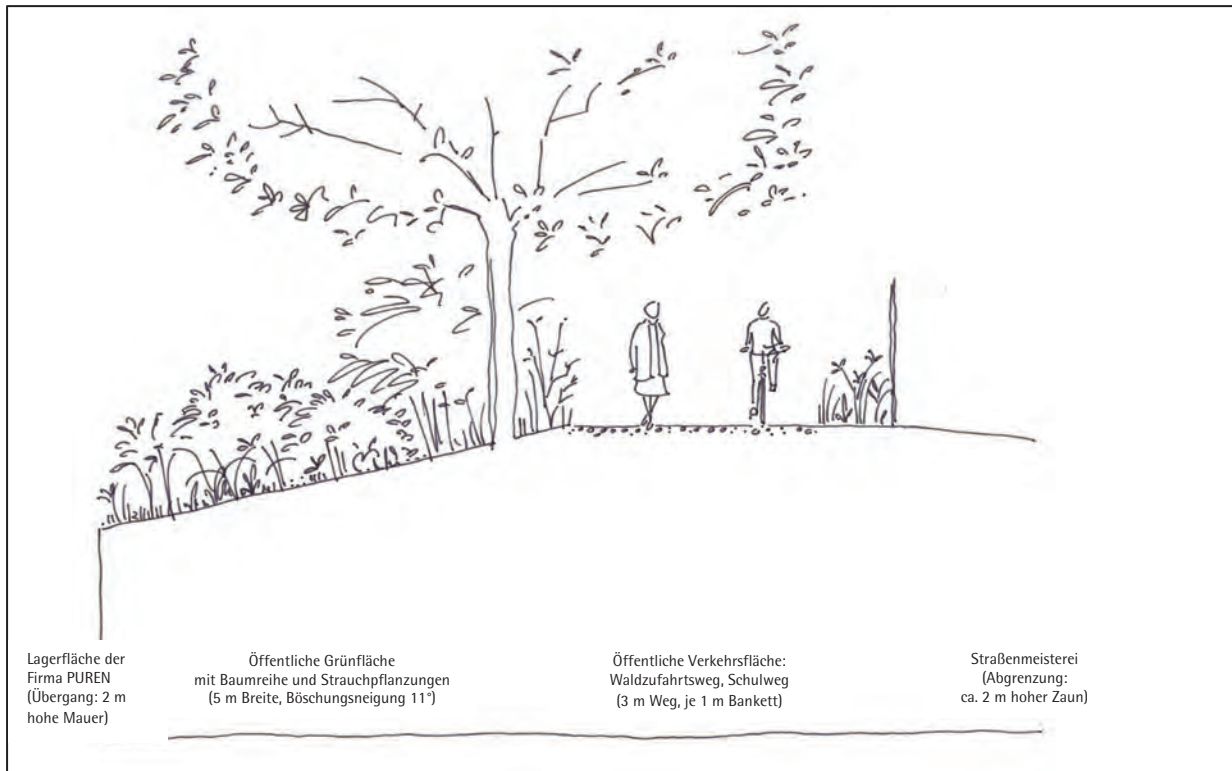 Lagerfläche der
Firma PUREN
(Übergang: 2 m
hohe Mauer)
Öffentliche Grünfläche
mit Baumreihe und Strauchpflanzungen
(5 m Breite, Böschungsneigung 11°)
Öffentliche Verkehrsfläche:
Waldzufahrtsweg, Schulweg
(3 m Weg, je 1 m Bankett)
Straßenmeisterei
(Abgrenzung:
ca. 2 m hoher Zaun)